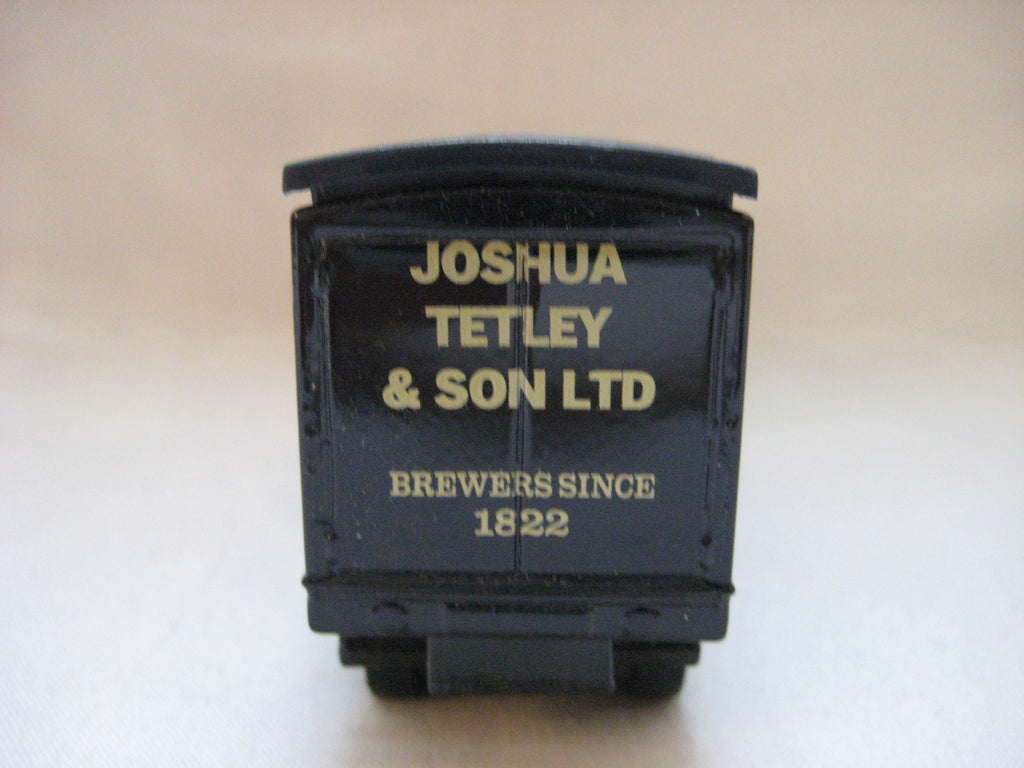 JOSHUA
TETLEY
& SON LTD
BREWERS SINCE
1822